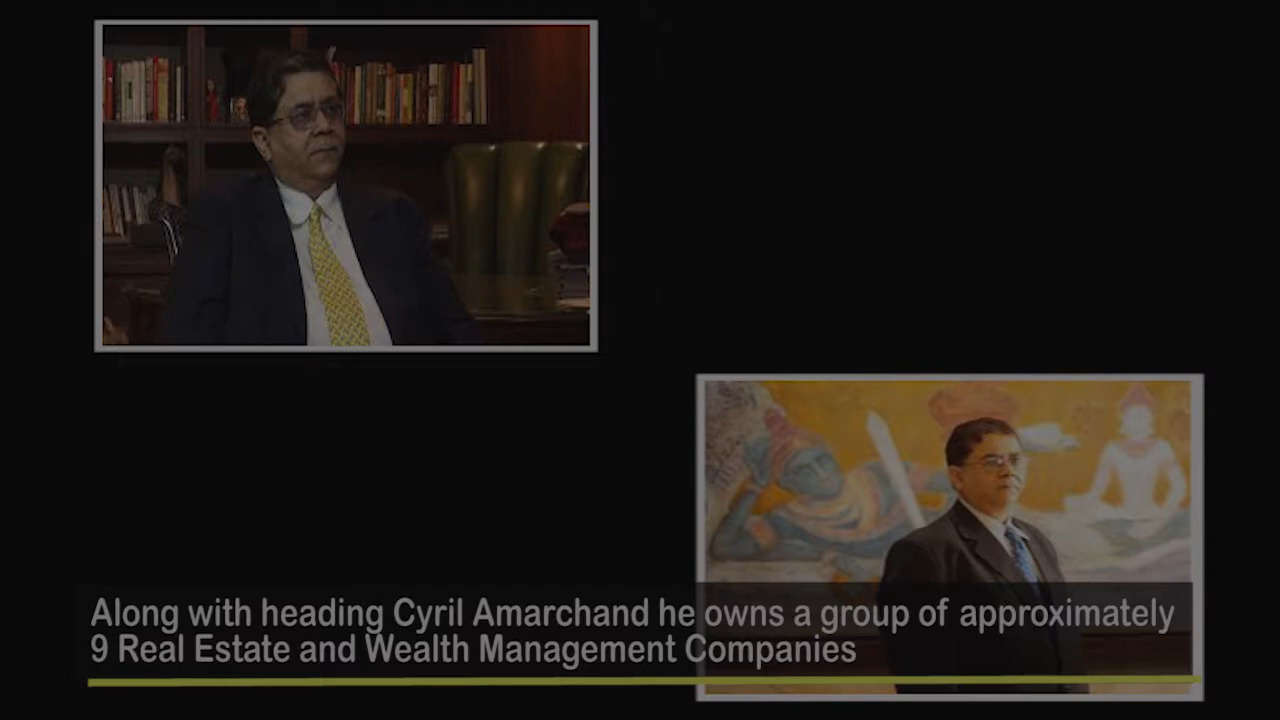 Along with heading Cyril Amarchand he owns a group of approximately
9 Real Estate and Wealth Management Companies